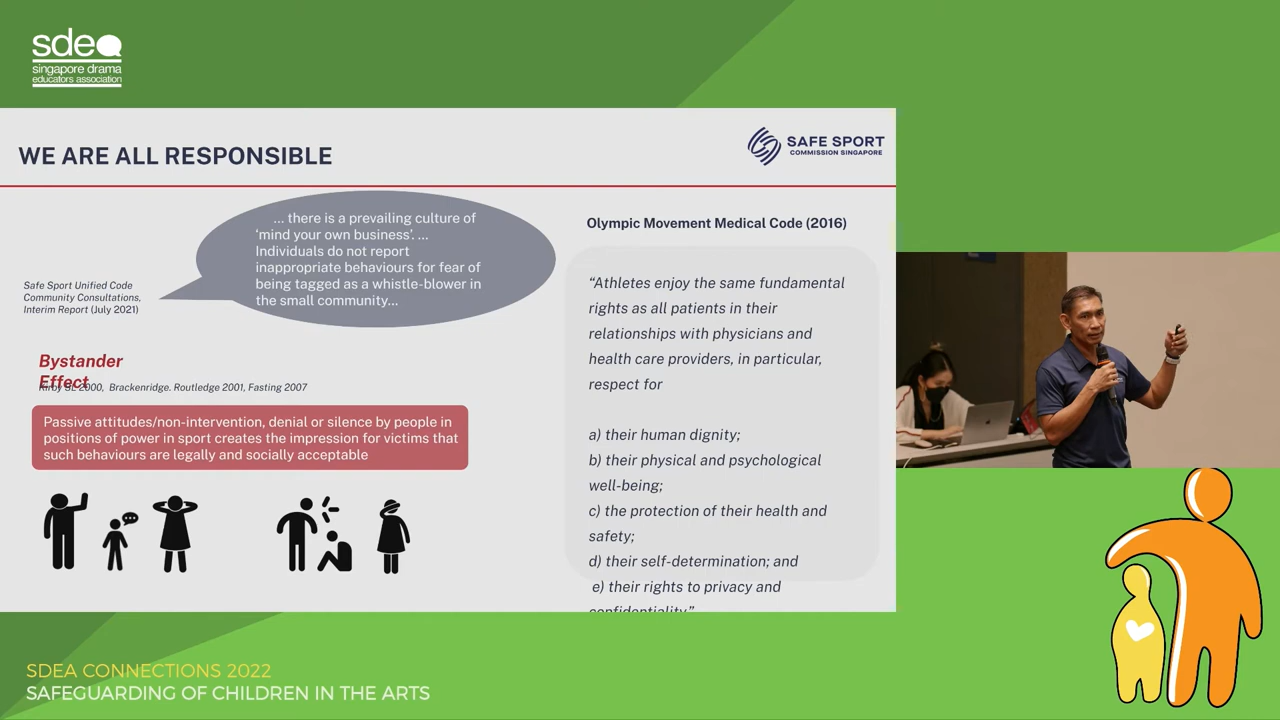 sde
singapore drama
educators association
WE ARE ALL RESPONSIBLE
SAFE SPORT
COMMISSION SINGAPORE
… there is a prevailing culture of
‘mind your own business’. …
Individuals do not report
inappropriate behaviours for fear of
being tagged as a whistle-blower in
the small community…
Safe Sport Unified Code
Community Consultations,
Interim Report (July 2021)
Bystander
Effect
Kirby SL 2000, Brackenridge. Routledge 2001, Fasting 2007
Passive attitudes/non-intervention, denial or silence by people in
positions of power in sport creates the impression for victims that
such behaviours are legally and socially acceptable
Olympic Movement Medical Code (2016)
“Athletes enjoy the same fundamental
rights as all patients in their
relationships with physicians and
health care providers, in particular,
respect for
a) their human dignity;
b) their physical and psychological
well-being;
c) the protection of their health and
safety;
d) their self-determination; and
e) their rights to privacy and
confidentiality.”
SDEA CONNECTIONS 2022
SAFEGUARDING OF CHILDREN IN THE ARTS